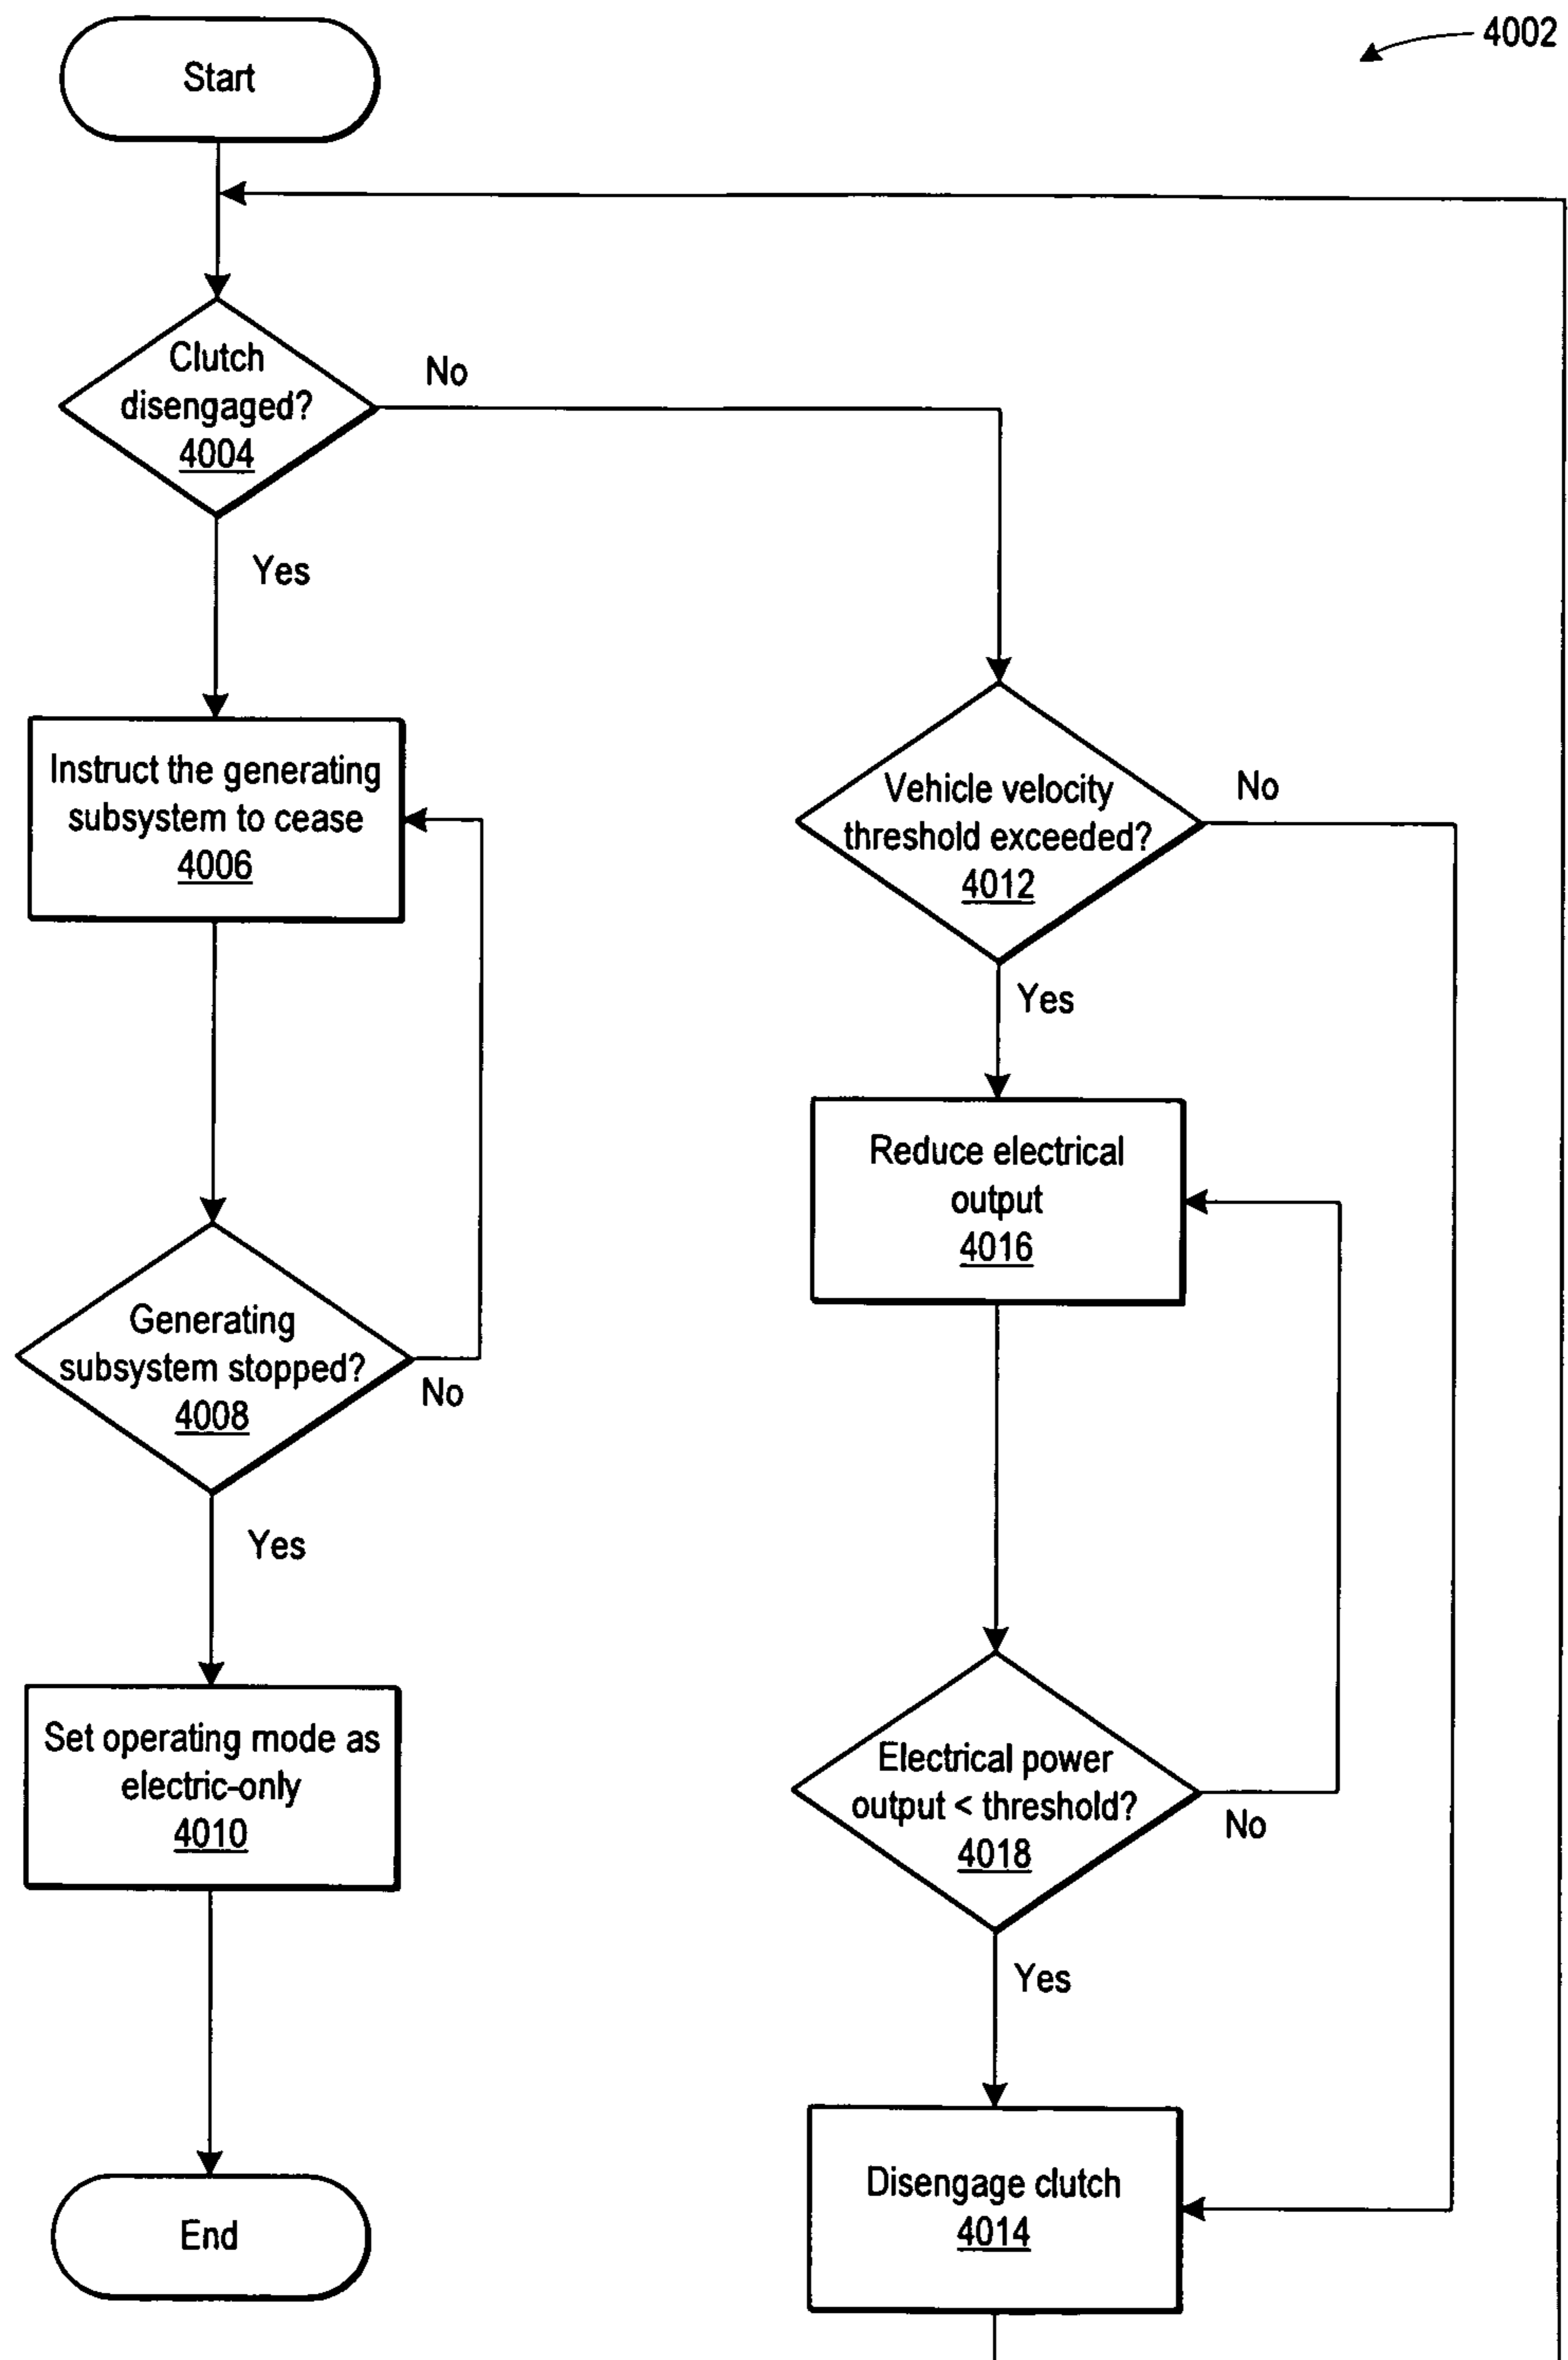 4002
Start
Clutch
disengaged?
4004
No
Yes
Instruct the generating
subsystem to cease
4006
Generating
subsystem stopped?
4008
No
Yes
Set operating mode as
electric-only
4010
End
Vehicle velocity
threshold exceeded?
4012
No
Yes
Reduce electrical
output
4016
Electrical power
output < threshold?
4018
No
Yes
Disengage clutch
4014